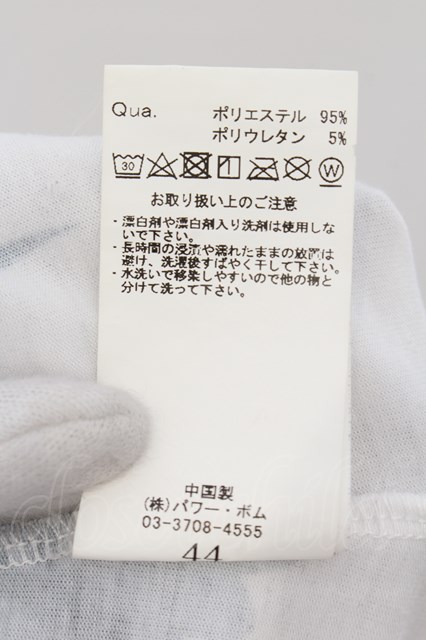 Qua.
ポリエステル 95%
ポリウレタン 5%
30 W
お取り扱い上のご注意
・漂白剤や漂白剤入り洗剤は使用しな
いで下さい。
・長時間の浸漬や濡れたままの放置は
避け、洗濯後すばやく干して下さい。
・水洗いで移染しやすいので他の物と
分けて洗って下さい。
中国製
(株)パワー・ボム
03-3708-4555
44